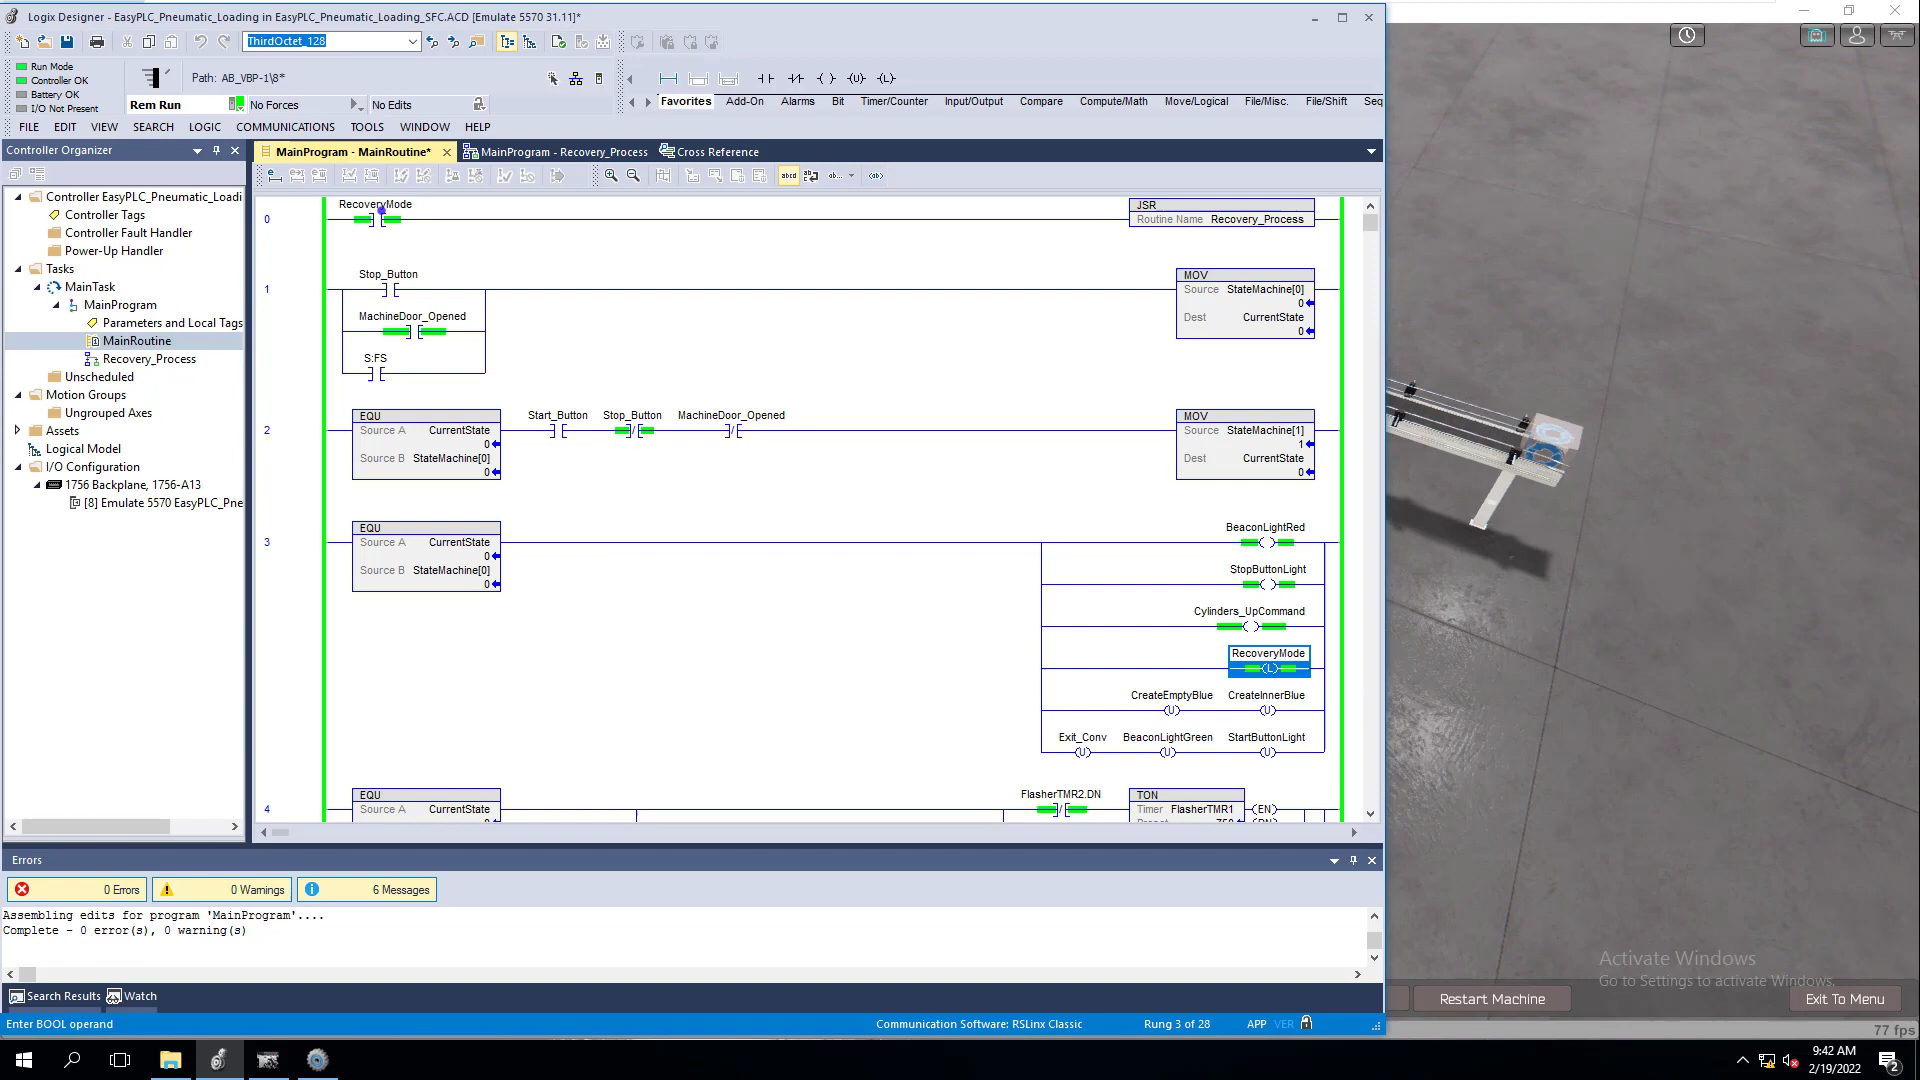 Logix Designer - EasyPLC_Pneumatic_Loading in EasyPLC_Pneumatic_Loading_SFC.ACD [Emulate 5570 31.11]*
ThirdOctet_128
Run Mode
Controller OK
Battery OK
I/O Not Present
Path: AB_VBP-1\8*
Rem Run
No Forces
No Edits
Favorites Add-On Alarms Bit Timer/Counter Input/Output Compare Compute/Math Move/Logical File/Misc. File/Shift Seq
FILE EDIT VIEW SEARCH LOGIC COMMUNICATIONS TOOLS WINDOW HELP
Controller Organizer
MainProgram - MainRoutine*
MainProgram - Recovery_Process
Cross Reference
Controller EasyPLC_Pneumatic_Loadi
Controller Tags
Controller Fault Handler
Power-Up Handler
Tasks
MainTask
MainProgram
Parameters and Local Tags
MainRoutine
Recovery_Process
Unscheduled
Motion Groups
Ungrouped Axes
Assets
Logical Model
I/O Configuration
1756 Backplane, 1756-A13
[8] Emulate 5570 EasyPLC_Pne
0
RecoveryMode
JSR
Routine Name Recovery_Process
1
Stop_Button
MachineDoor_Opened
S:FS
MOV
Source StateMachine[0]
0
Dest CurrentState
0
2
EQU
Source A CurrentState
0
Source B StateMachine[0]
0
Start_Button Stop_Button MachineDoor_Opened
MOV
Source StateMachine[1]
1
Dest CurrentState
0
3
EQU
Source A CurrentState
0
Source B StateMachine[0]
0
BeaconLightRed
StopButtonLight
Cylinders_UpCommand
RecoveryMode
L
CreateEmptyBlue CreateInnerBlue
U U
Exit_Conv BeaconLightGreen StartButtonLight
U U U
4
EQU
Source A CurrentState
FlasherTMR2.DN
TON
Timer FlasherTMR1
EN
Errors
0 Errors
0 Warnings
6 Messages
Assembling edits for program 'MainProgram'....
Complete - 0 error(s), 0 warning(s)
Search Results Watch
Enter BOOL operand
Communication Software: RSLinx Classic
Rung 3 of 28
APP VER
Activate Windows
Go to Settings to activate Windows.
Restart Machine
Exit To Menu
77 fps
9:42 AM
2/19/2022
2